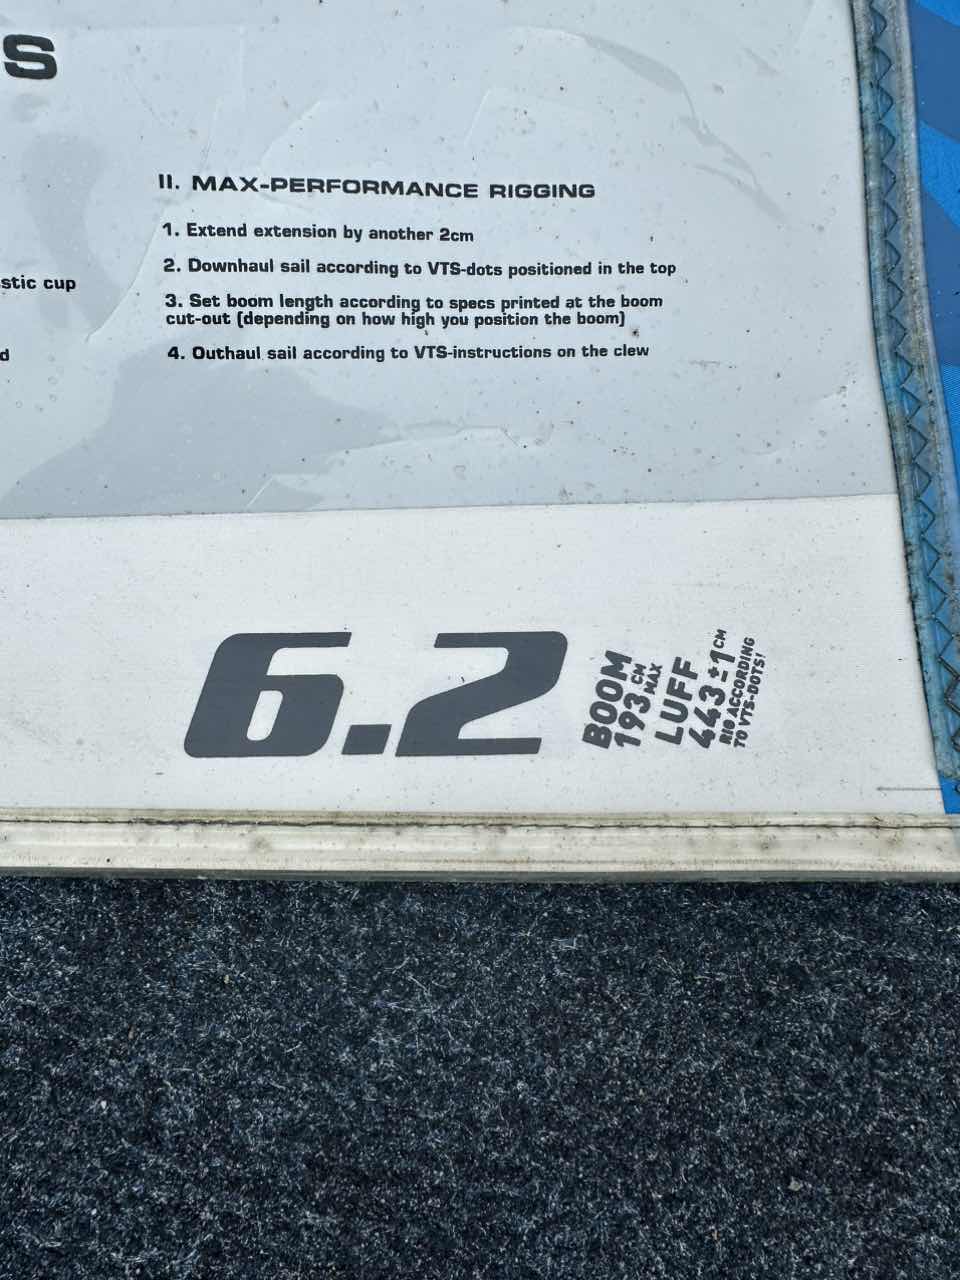 S
II. MAX-PERFORMANCE RIGGING
1. Extend extension by another 2cm
2. Downhaul sail according to VTS-dots positioned in the top
stic cup
3. Set boom length according to specs printed at the boom
cut-out (depending on how high you position the boom)
d
4. Outhaul sail according to VTS-instructions on the clew
6.2
BOOM
193 CM MAX
LUFF
443±1 CM
RIG ACCORDING
TO VTS-DOTS!